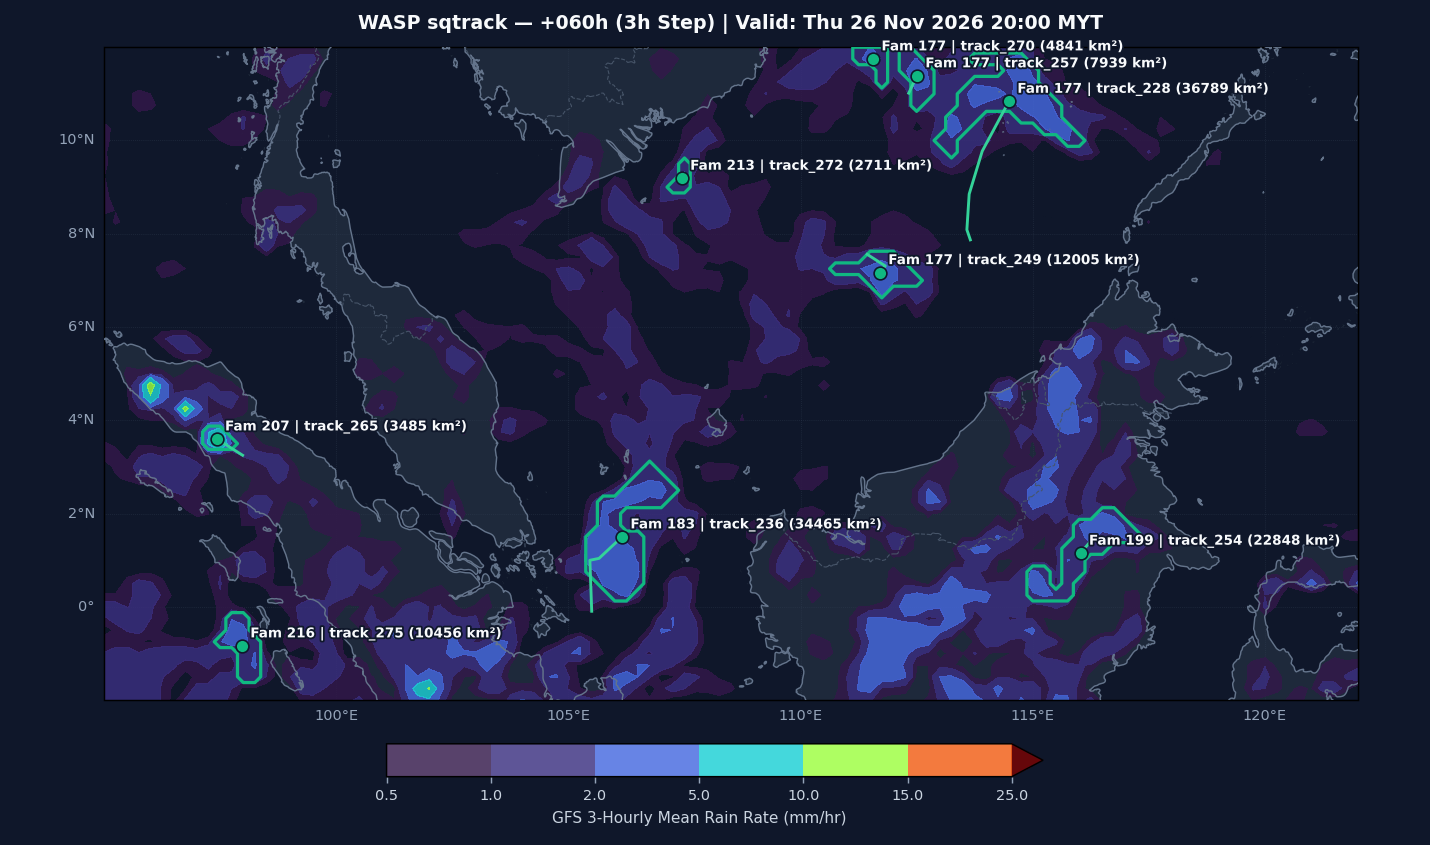 WASP sqtrack — +060h (3h Step) | Valid: Thu 26 Nov 2026 20:00 MYT
Fam 177 | track_270 (4841 km²)
Fam 177 | track_257 (7939 km²)
Fam 177 | track_228 (36789 km²)
10°N
Fam 213 | track_272 (2711 km²)
8°N
Fam 177 | track_249 (12005 km²)
6°N
4°N
Fam 207 | track_265 (3485 km²)
2°N
Fam 183 | track_236 (34465 km²)
Fam 199 | track_254 (22848 km²)
0°
Fam 216 | track_275 (10456 km²)
100°E 105°E 110°E 115°E 120°E
0.5 1.0 2.0 5.0 10.0 15.0 25.0
GFS 3-Hourly Mean Rain Rate (mm/hr)